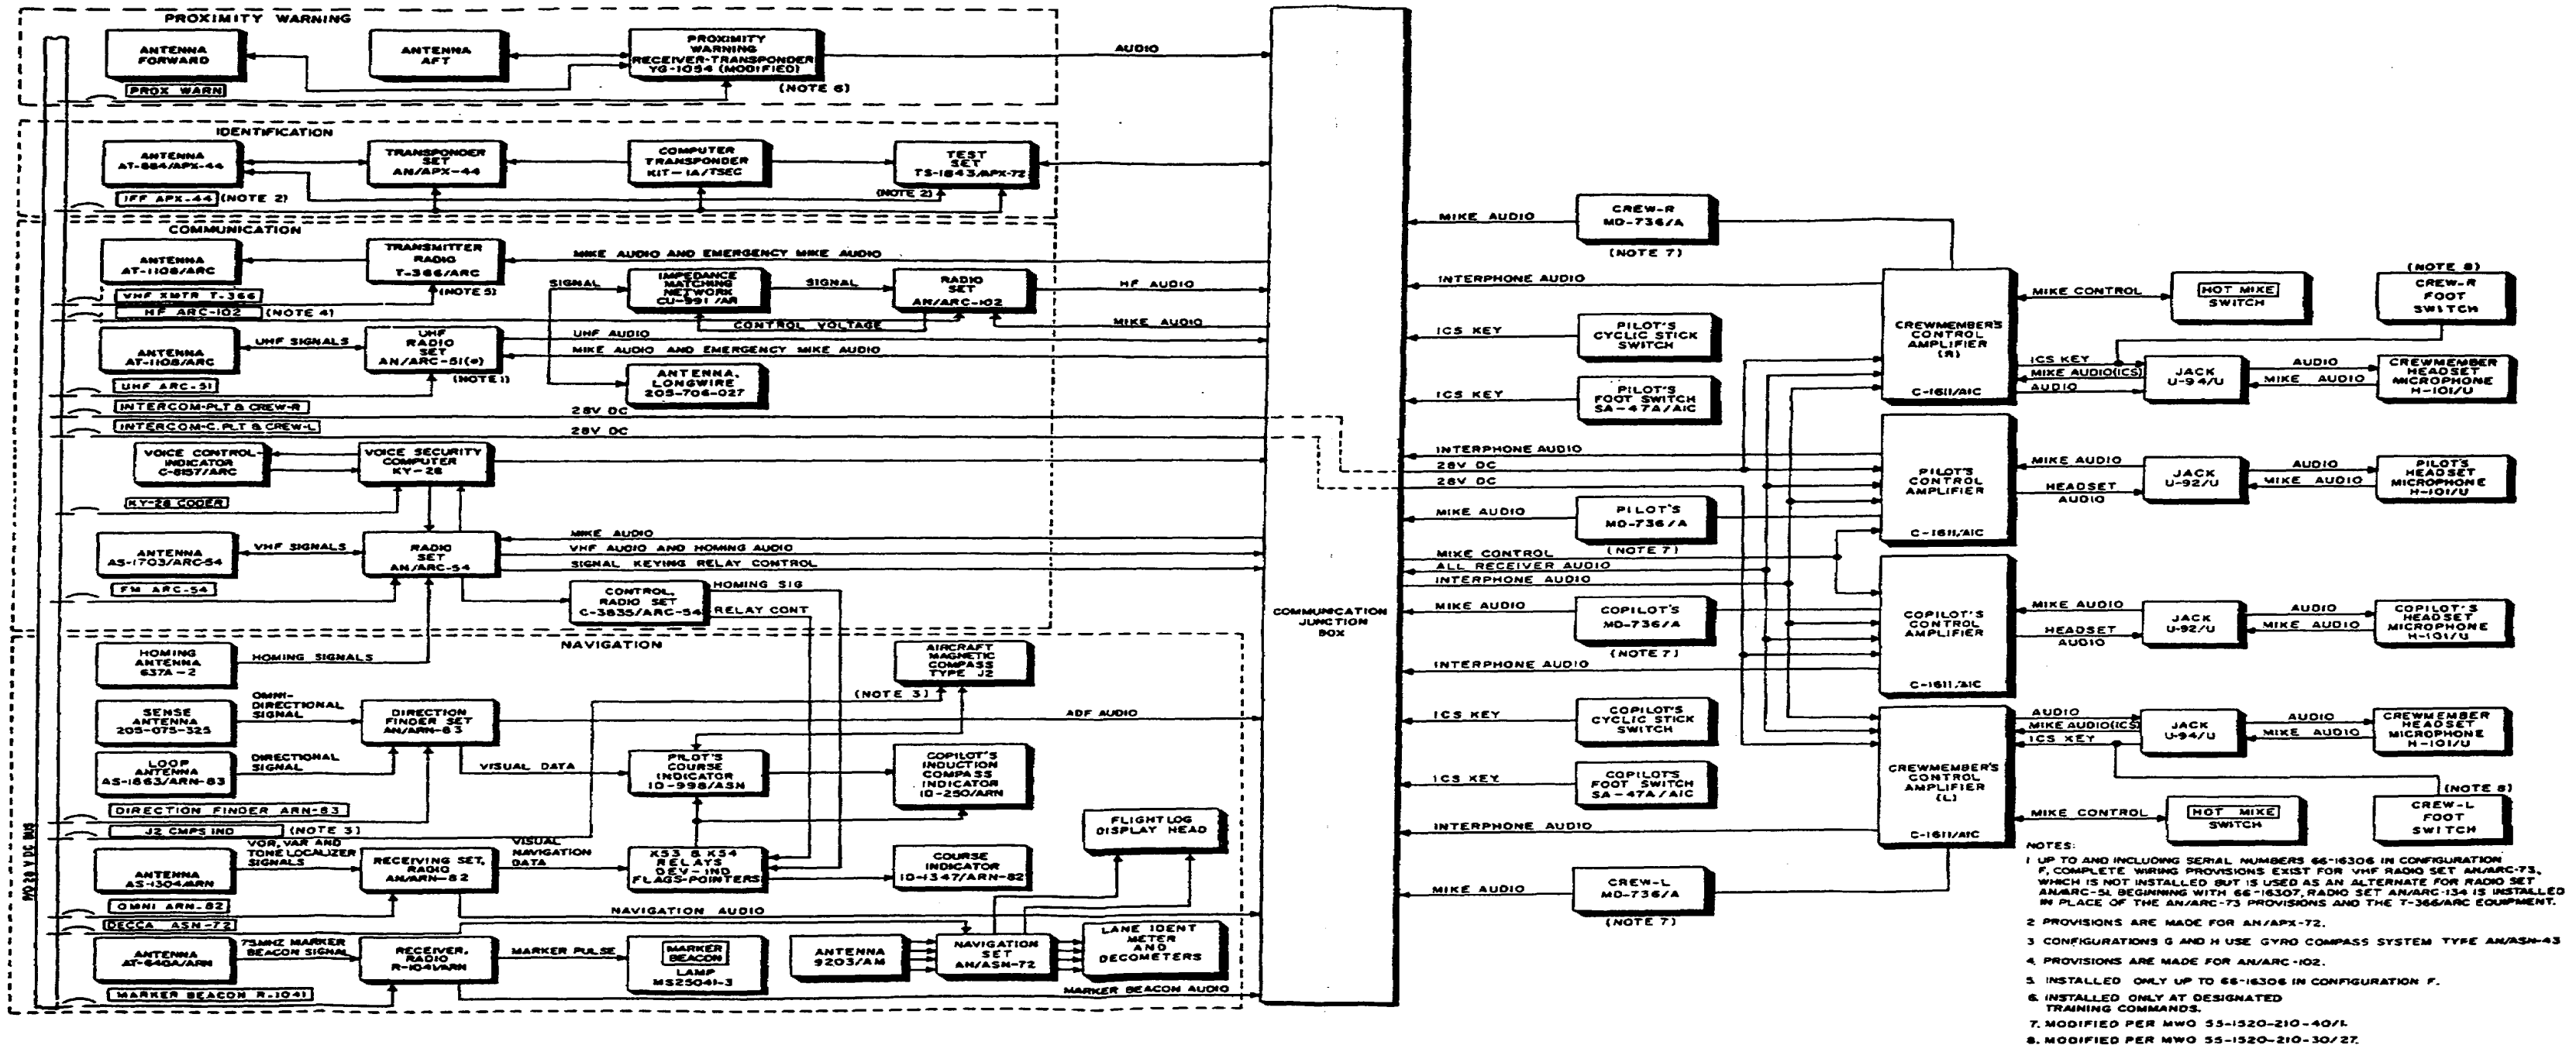 PROXIMITY WARNING
ANTENNA
FORWARD
ANTENNA
AFT
PROXIMITY
WARNING
RECEIVER-TRANSPONDER
YG-1054 (MODIFIED)
(NOTE 6)
AUDIO
PROX WARN
IDENTIFICATION
ANTENNA
AT-884/APX-44
TRANSPONDER
SET
AN/APX-44
COMPUTER
TRANSPONDER
KIT-1A/TSEC
TEST
SET
TS-1843/APX-72
(NOTE 2)
IFF APX-44 (NOTE 2)
COMMUNICATION
ANTENNA
AT-1108/ARC
TRANSMITTER
RADIO
T-366/ARC
(NOTE 5)
MIKE AUDIO AND EMERGENCY MIKE AUDIO
VHF XMTR T-366
HF ARC-102 (NOTE 4)
SIGNAL
IMPEDANCE
MATCHING
NETWORK
CU-991/AR
SIGNAL
RADIO
SET
AN/ARC-102
HF AUDIO
CONTROL VOLTAGE
MIKE AUDIO
ANTENNA
AT-1108/ARC
UHF SIGNALS
UHF
RADIO
SET
AN/ARC-51(*)
(NOTE 1)
UHF AUDIO
MIKE AUDIO AND EMERGENCY MIKE AUDIO
ANTENNA,
LONGWIRE
205-706-027
UHF ARC-51
INTERCOM-PLT & CREW-R
28V DC
INTERCOM-C.PLT & CREW-L
28V DC
VOICE CONTROL-
INDICATOR
C-8157/ARC
VOICE SECURITY
COMPUTER
KY-28
KY-28 CODER
ANTENNA
AS-1703/ARC-54
VHF SIGNALS
RADIO
SET
AN/ARC-54
MIKE AUDIO
VHF AUDIO AND HOMING AUDIO
SIGNAL KEYING RELAY CONTROL
FM ARC-54
CONTROL,
RADIO SET
C-3835/ARC-54
HOMING SIG
RELAY CONT
NAVIGATION
HOMING
ANTENNA
637A-2
HOMING SIGNALS
AIRCRAFT
MAGNETIC
COMPASS
TYPE J2
(NOTE 3)
SENSE
ANTENNA
205-075-325
OMNI-
DIRECTIONAL
SIGNAL
DIRECTION
FINDER SET
AN/ARN-83
ADF AUDIO
LOOP
ANTENNA
AS-1863/ARN-83
DIRECTIONAL
SIGNAL
VISUAL DATA
PILOT'S
COURSE
INDICATOR
ID-998/ASN
COPILOT'S
INDUCTION
COMPASS
INDICATOR
ID-250/ARN
DIRECTION FINDER ARN-83
J2 CMPS IND (NOTE 3)
FLIGHT LOG
DISPLAY HEAD
VOR, VAR AND
TONE LOCALIZER
SIGNALS
ANTENNA
AS-1304/ARN
RECEIVING SET,
RADIO
AN/ARN-82
VISUAL
NAVIGATION
DATA
K53 & K54
RELAYS
DEV-IND
FLAGS-POINTERS
COURSE
INDICATOR
ID-1347/ARN-82
OMNI ARN-82
NAVIGATION AUDIO
DECCA ASN-72
ANTENNA
AT-640A/ARN
75MHZ MARKER
BEACON SIGNAL
RECEIVER,
RADIO
R-1041/ARN
MARKER PULSE
MARKER
BEACON
LAMP
MS25041-3
ANTENNA
9203/AM
NAVIGATION
SET
AN/ASN-72
LANE IDENT
METER
AND
DECOMETERS
MARKER BEACON R-1041
MARKER BEACON AUDIO
P/O 28 V DC BUS
COMMUNICATION
JUNCTION
BOX
MIKE AUDIO
CREW-R
MD-736/A
(NOTE 7)
INTERPHONE AUDIO
ICS KEY
PILOT'S
CYCLIC STICK
SWITCH
ICS KEY
PILOT'S
FOOT SWITCH
SA-47A/AIC
INTERPHONE AUDIO
28V DC
28V DC
MIKE AUDIO
PILOT'S
MD-736/A
(NOTE 7)
MIKE CONTROL
ALL RECEIVER AUDIO
INTERPHONE AUDIO
MIKE AUDIO
COPILOT'S
MD-736/A
(NOTE 7)
INTERPHONE AUDIO
ICS KEY
COPILOT'S
CYCLIC STICK
SWITCH
ICS KEY
COPILOT'S
FOOT SWITCH
SA-47A/AIC
INTERPHONE AUDIO
MIKE AUDIO
CREW-L
MD-736/A
(NOTE 7)
CREWMEMBER'S
CONTROL
AMPLIFIER
(R)
C-1611/AIC
MIKE CONTROL
HOT MIKE
SWITCH
(NOTE 8)
CREW-R
FOOT
SWITCH
ICS KEY
MIKE AUDIO(ICS)
AUDIO
JACK
U-94/U
AUDIO
MIKE AUDIO
CREWMEMBER
HEADSET
MICROPHONE
H-101/U
PILOT'S
CONTROL
AMPLIFIER
C-1611/AIC
MIKE AUDIO
HEADSET
AUDIO
JACK
U-92/U
AUDIO
MIKE AUDIO
PILOT'S
HEADSET
MICROPHONE
H-101/U
COPILOT'S
CONTROL
AMPLIFIER
C-1611/AIC
MIKE AUDIO
HEADSET
AUDIO
JACK
U-92/U
AUDIO
MIKE AUDIO
COPILOT'S
HEADSET
MICROPHONE
H-101/U
CREWMEMBER'S
CONTROL
AMPLIFIER
(L)
C-1611/AIC
AUDIO
MIKE AUDIO(ICS)
ICS KEY
JACK
U-94/U
AUDIO
MIKE AUDIO
CREWMEMBER
HEADSET
MICROPHONE
H-101/U
MIKE CONTROL
HOT MIKE
SWITCH
(NOTE 8)
CREW-L
FOOT
SWITCH
NOTES:
1 UP TO AND INCLUDING SERIAL NUMBERS 66-16306 IN CONFIGURATION
F, COMPLETE WIRING PROVISIONS EXIST FOR VHF RADIO SET AN/ARC-73,
WHICH IS NOT INSTALLED BUT IS USED AS AN ALTERNATE FOR RADIO SET
AN/ARC-51. BEGINNING WITH 66-16307, RADIO SET AN/ARC-134 IS INSTALLED
IN PLACE OF THE AN/ARC-73 PROVISIONS AND THE T-366/ARC EQUIPMENT.
2 PROVISIONS ARE MADE FOR AN/APX-72.
3 CONFIGURATIONS G AND H USE GYRO COMPASS SYSTEM TYPE AN/ASN-43
4. PROVISIONS ARE MADE FOR AN/ARC-102.
5. INSTALLED ONLY UP TO 66-16306 IN CONFIGURATION F.
6. INSTALLED ONLY AT DESIGNATED
TRAINING COMMANDS.
7. MODIFIED PER MWO 55-1520-210-40/1.
8. MODIFIED PER MWO 55-1520-210-30/27.